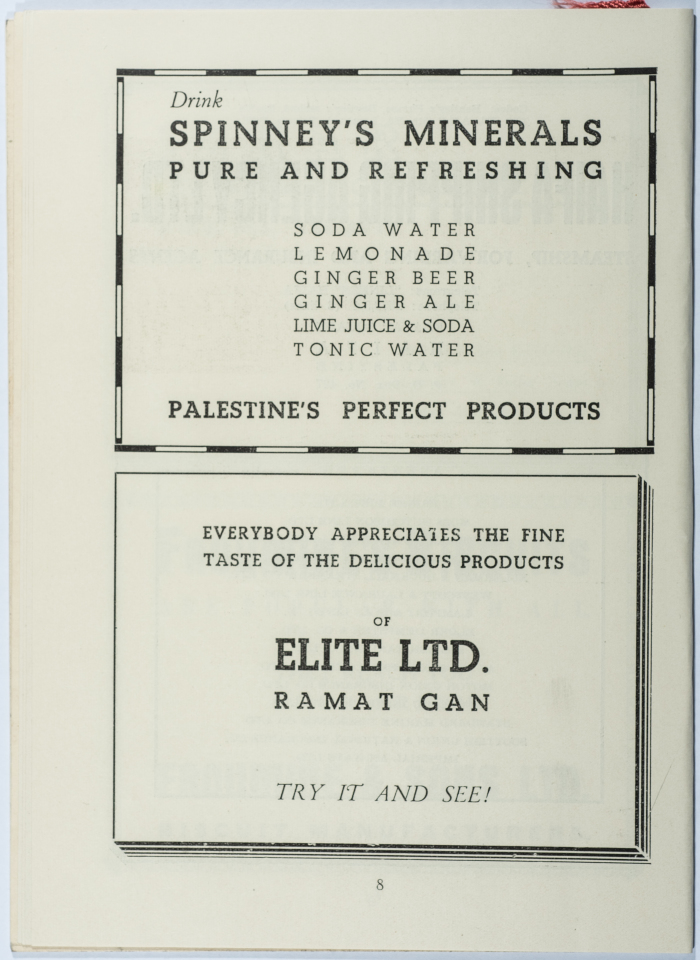 Drink
SPINNEY'S MINERALS
PURE AND REFRESHING
SODA WATER
LEMONADE
GINGER BEER
GINGER ALE
LIME JUICE & SODA
TONIC WATER
PALESTINE'S PERFECT PRODUCTS
EVERYBODY APPRECIATES THE FINE
TASTE OF THE DELICIOUS PRODUCTS
OF
ELITE LTD.
RAMAT GAN
TRY IT AND SEE!
8